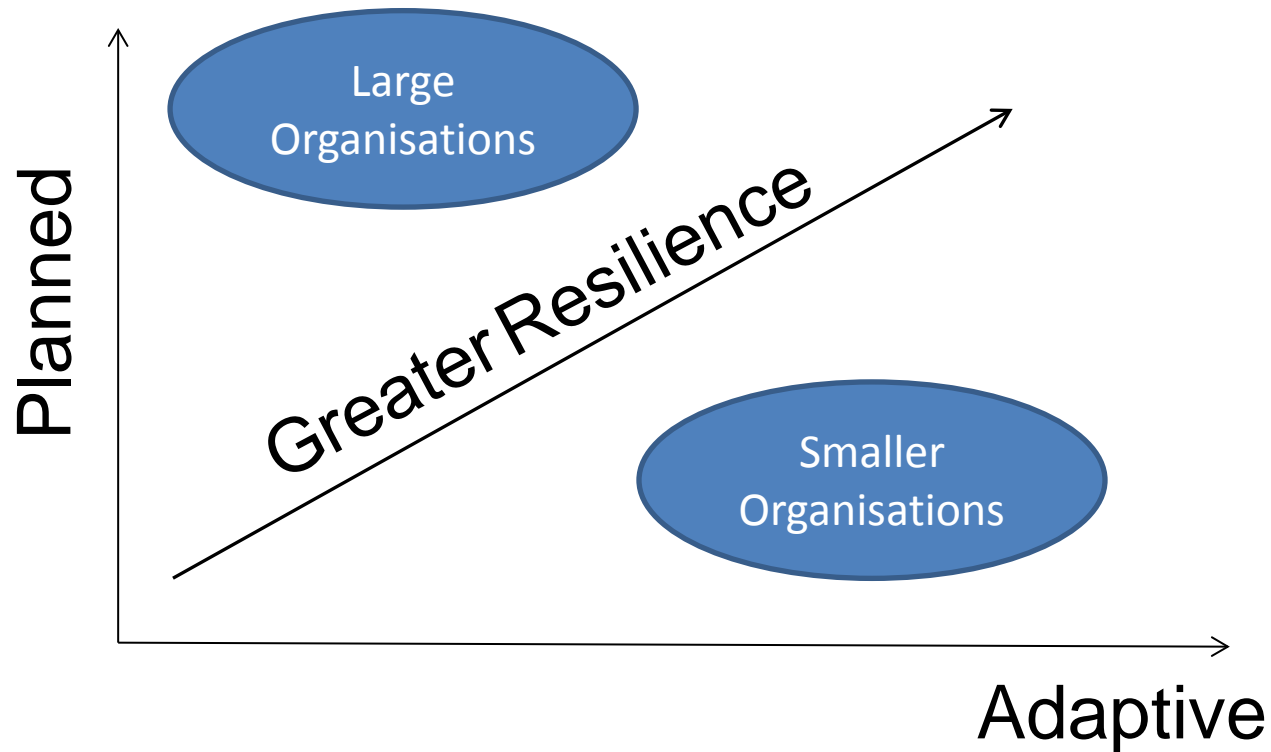 Large
Organisations
Planned
Greater Resilience
Smaller
Organisations
Adaptive